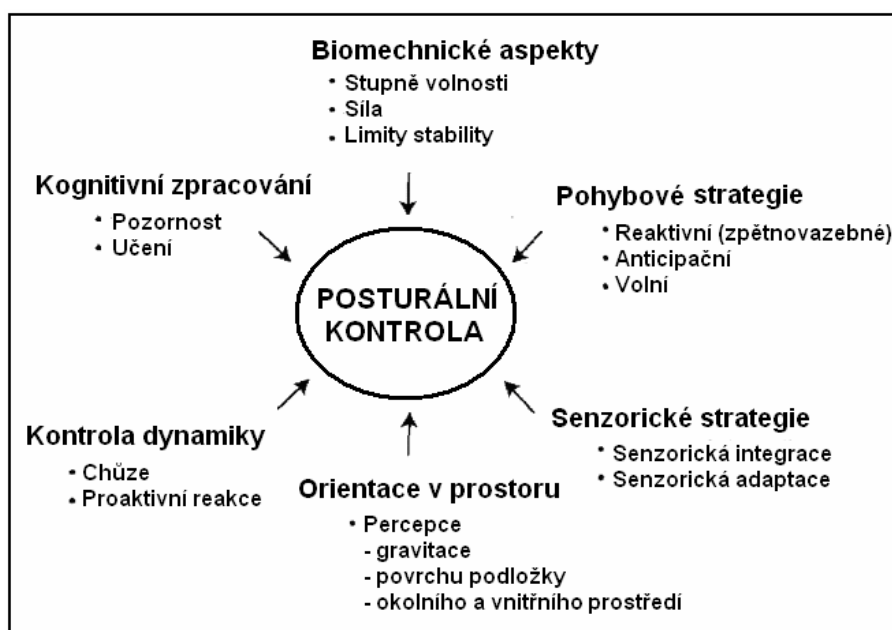 Biomechnické aspekty
• Stupně volnosti
• Síla
• Limity stability
Kognitivní zpracování
• Pozornost
• Učení
Pohybové strategie
• Reaktivní (zpětnovazebné)
• Anticipační
• Volní
POSTURÁLNÍ
KONTROLA
Kontrola dynamiky
• Chůze
• Proaktivní reakce
Senzorické strategie
• Senzorická integrace
• Senzorická adaptace
Orientace v prostoru
• Percepce
- gravitace
- povrchu podložky
- okolního a vnitřního prostředí